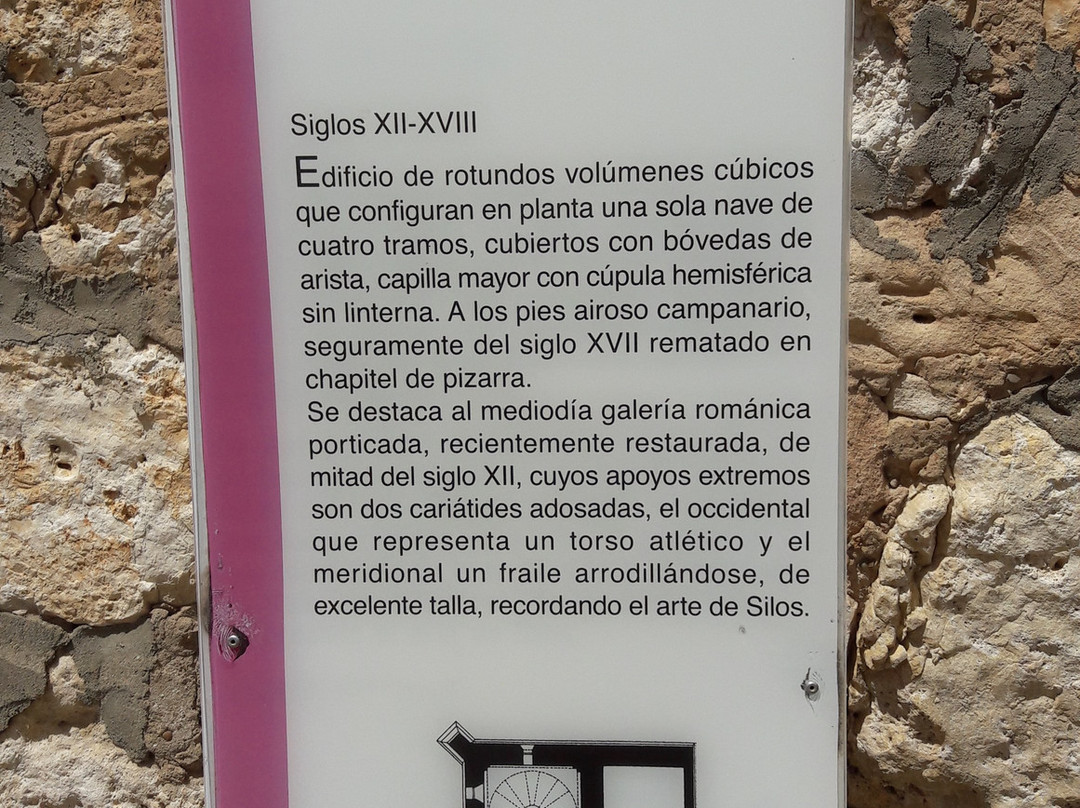 Siglos XII-XVIII
Edificio de rotundos volúmenes cúbicos
que configuran en planta una sola nave de
cuatro tramos, cubiertos con bóvedas de
arista, capilla mayor con cúpula hemisférica
sin linterna. A los pies airoso campanario,
seguramente del siglo XVII rematado en
chapitel de pizarra.
Se destaca al mediodía galería románica
porticada, recientemente restaurada, de
mitad del siglo XII, cuyos apoyos extremos
son dos cariátides adosadas, el occidental
que representa un torso atlético y el
meridional un fraile arrodillándose, de
excelente talla, recordando el arte de Silos.